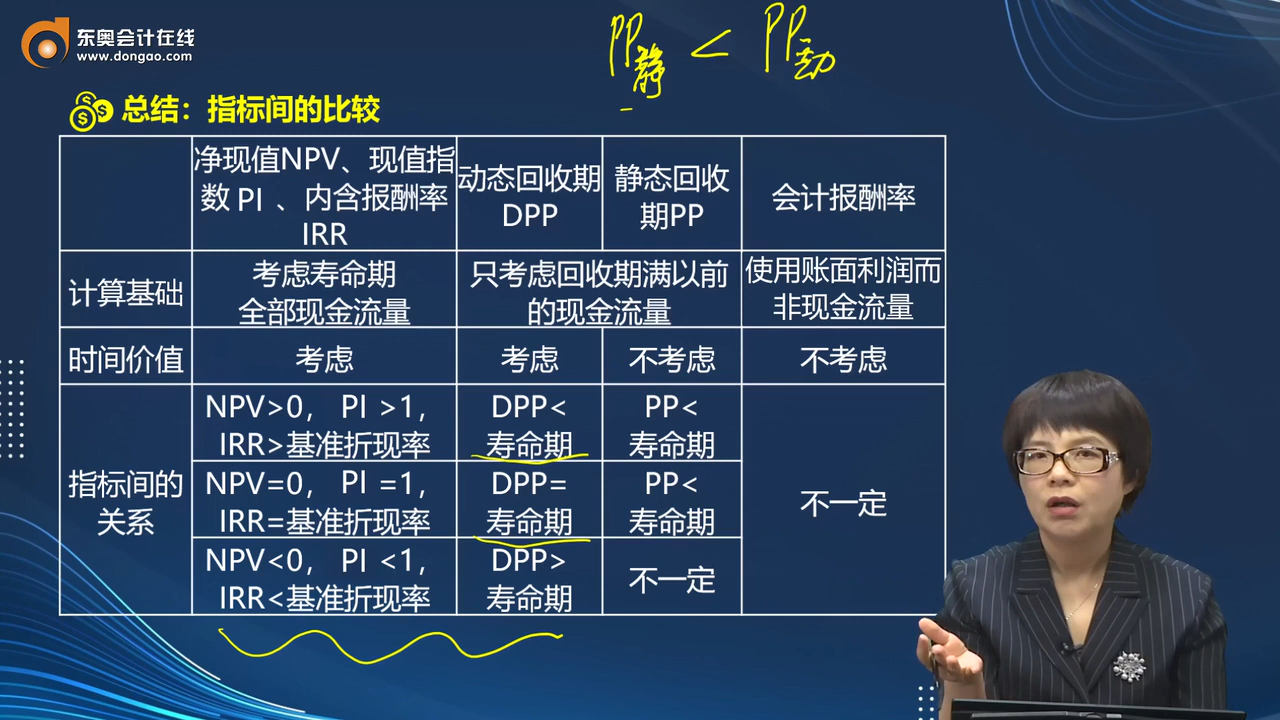 东奥会计在线
www.dongao.com
PP静 < PP动
总结：指标间的比较
净现值NPV、现值指
数 PI 、内含报酬率
IRR
动态回收期
DPP
静态回收
期PP
会计报酬率
计算基础
考虑寿命期
全部现金流量
只考虑回收期满以前
的现金流量
使用账面利润而
非现金流量
时间价值
考虑
考虑
不考虑
不考虑
指标间的
关系
NPV>0， PI >1，
IRR>基准折现率
DPP<
寿命期
PP<
寿命期
不一定
NPV=0， PI =1，
IRR=基准折现率
DPP=
寿命期
PP<
寿命期
NPV<0， PI <1，
IRR<基准折现率
DPP>
寿命期
不一定